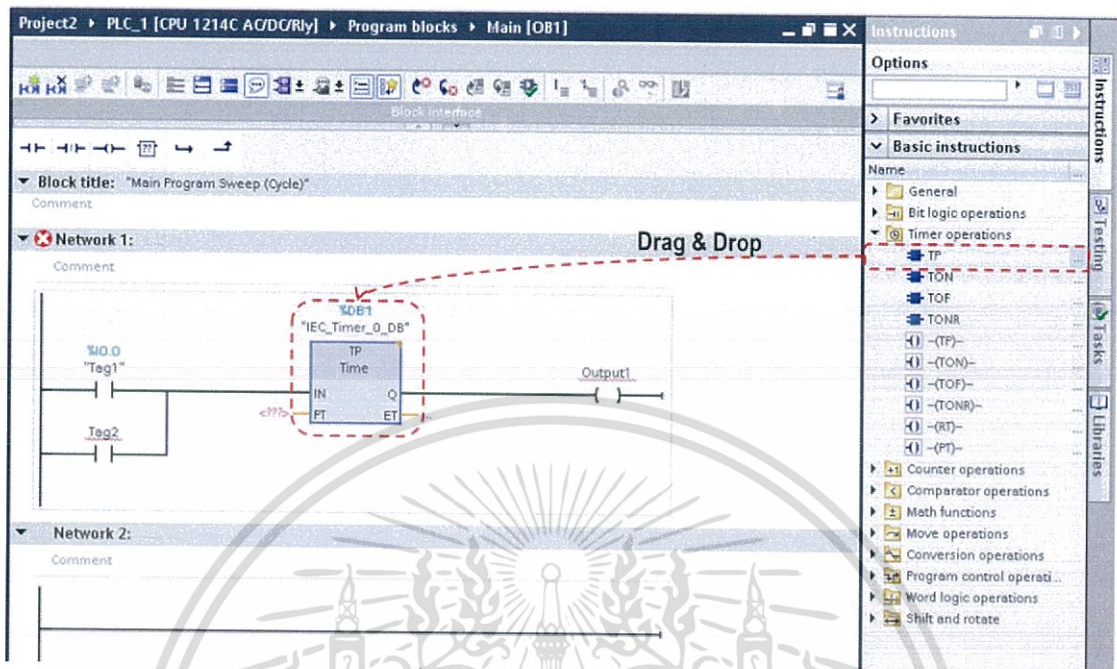 Project2 ▸ PLC_1 [CPU 1214C AC/DC/Rly] ▸ Program blocks ▸ Main [OB1]
Block interface
Block title: "Main Program Sweep (Cycle)"
Comment
Network 1:
Comment
Drag & Drop
%DB1
"IEC_Timer_0_DB"
TP
Time
%I0.0
"Tag1"
Output1
IN Q
<???> PT ET ...
Tag2
Network 2:
Comment
Instructions
Options
> Favorites
Basic instructions
Name
General
Bit logic operations
Timer operations
TP
TON
TOF
TONR
-(TP)-
-(TON)-
-(TOF)-
-(TONR)-
-(RT)-
-(PT)-
Counter operations
Comparator operations
Math functions
Move operations
Conversion operations
Program control operati...
Word logic operations
Shift and rotate
Instructions
Testing
Tasks
Libraries